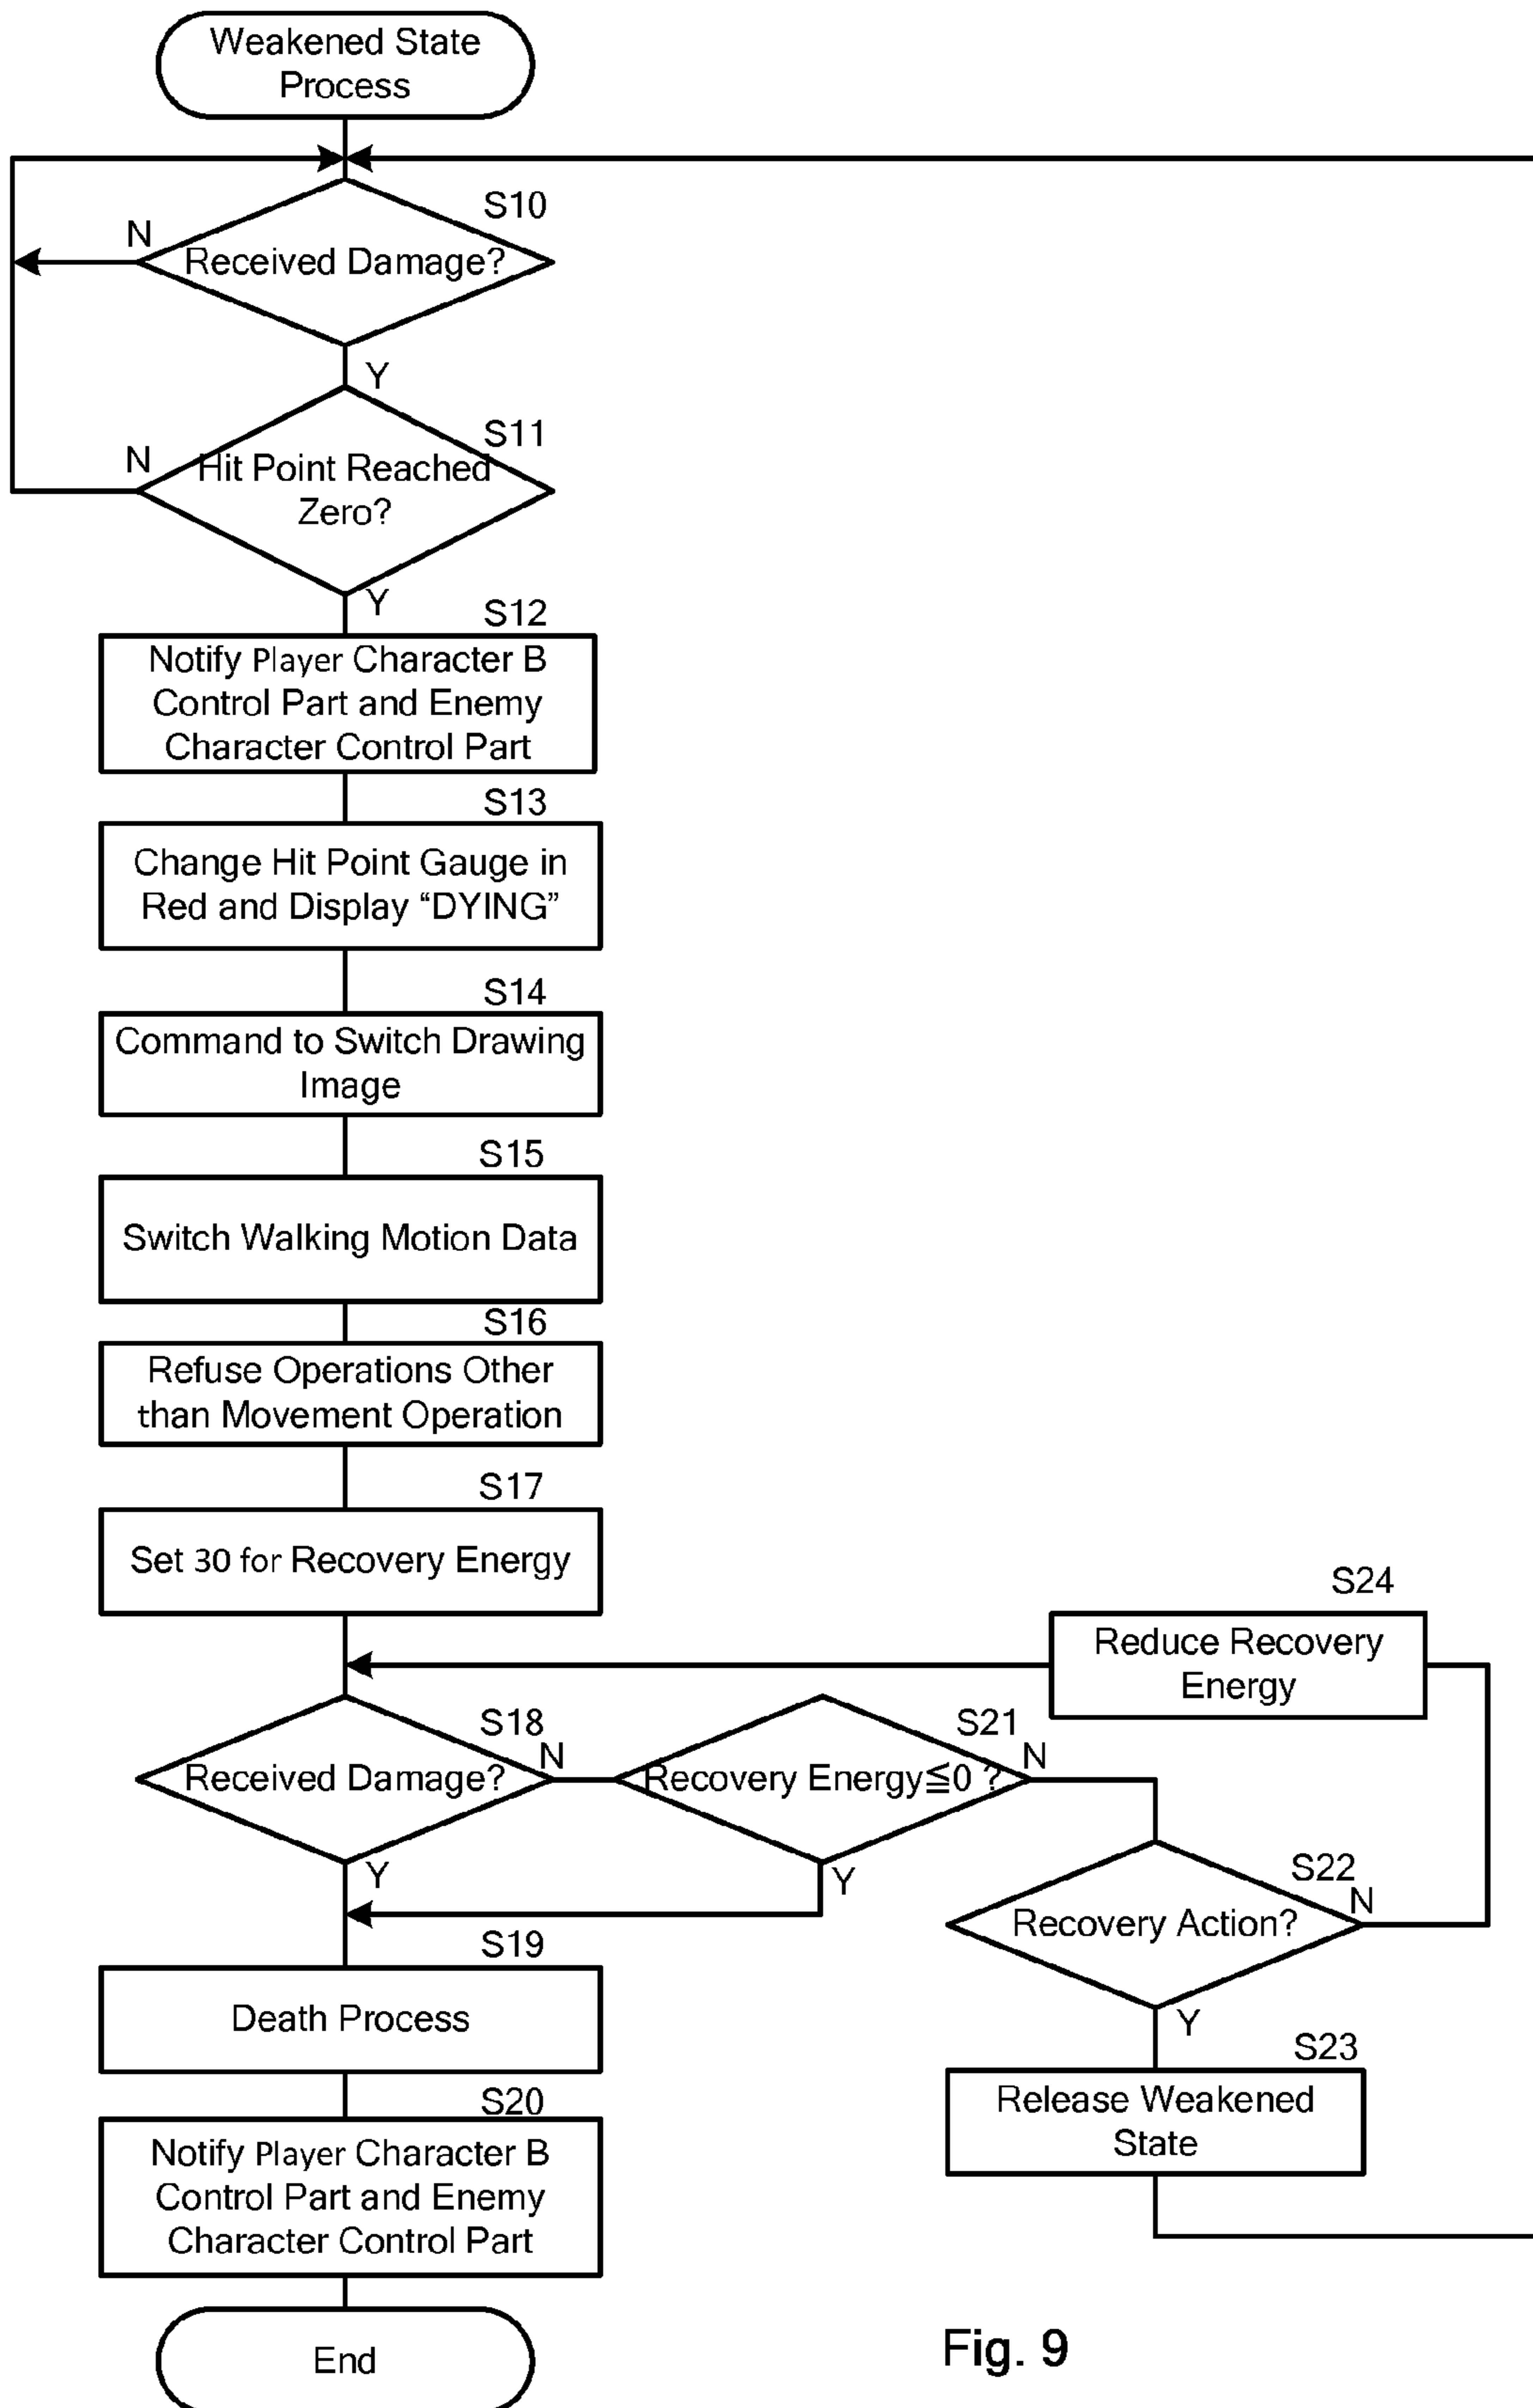 Weakened State
Process
S10
N
Received Damage?
Y
S11
N
Hit Point Reached
Zero?
Y
S12
Notify Player Character B
Control Part and Enemy
Character Control Part
S13
Change Hit Point Gauge in
Red and Display “DYING”
S14
Command to Switch Drawing
Image
S15
Switch Walking Motion Data
S16
Refuse Operations Other
than Movement Operation
S17
Set 30 for Recovery Energy
S24
Reduce Recovery
Energy
S18
N
Received Damage?
Y
S21
N
Recovery Energy≦0 ?
Y
S22
N
Recovery Action?
Y
S19
Death Process
S23
Release Weakened
State
S20
Notify Player Character B
Control Part and Enemy
Character Control Part
End
Fig. 9